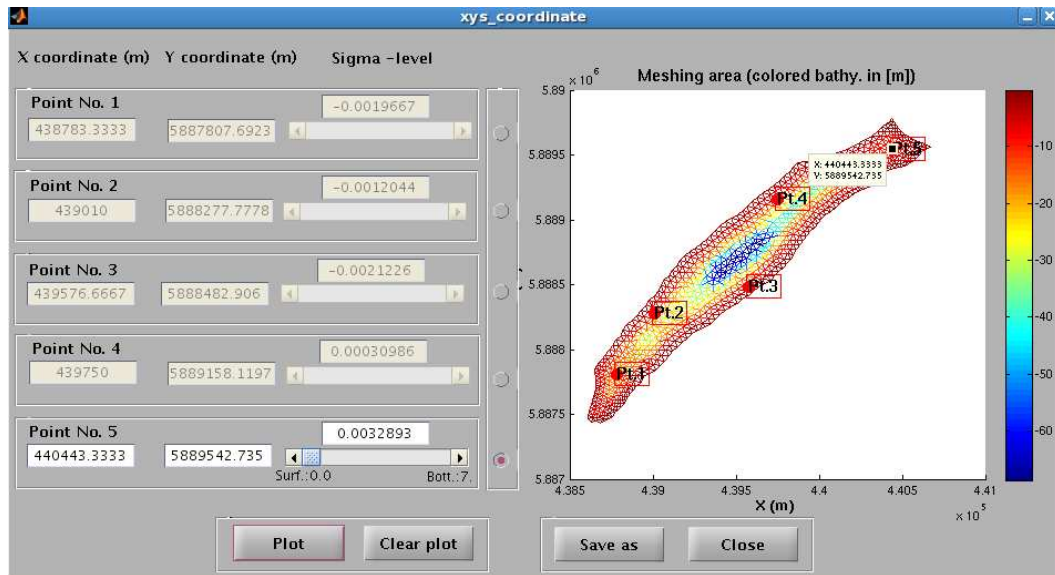 xys_coordinate
X coordinate (m) Y coordinate (m) Sigma -level
Point No. 1
-0.0019667
438783.3333 5887807.6923
Point No. 2
-0.0012044
439010 5888277.7778
Point No. 3
-0.0021226
439576.6667 5888482.906
Point No. 4
0.00030986
439750 5889158.1197
Point No. 5
0.0032893
440443.3333 5889542.735
Surf.:0.0 Bott.:7.
Plot Clear plot Save as Close
Meshing area (colored bathy. in [m])
x 10^6
5.89
5.8895
5.889
5.8885
5.888
5.8875
5.887
4.385 4.39 4.395 4.4 4.405 4.41
X (m)
x 10^5
Pt.5
X: 440443.3333
Y: 5889542.735
Pt.4
Pt.3
Pt.2
Pt.1
-10
-20
-30
-40
-50
-60